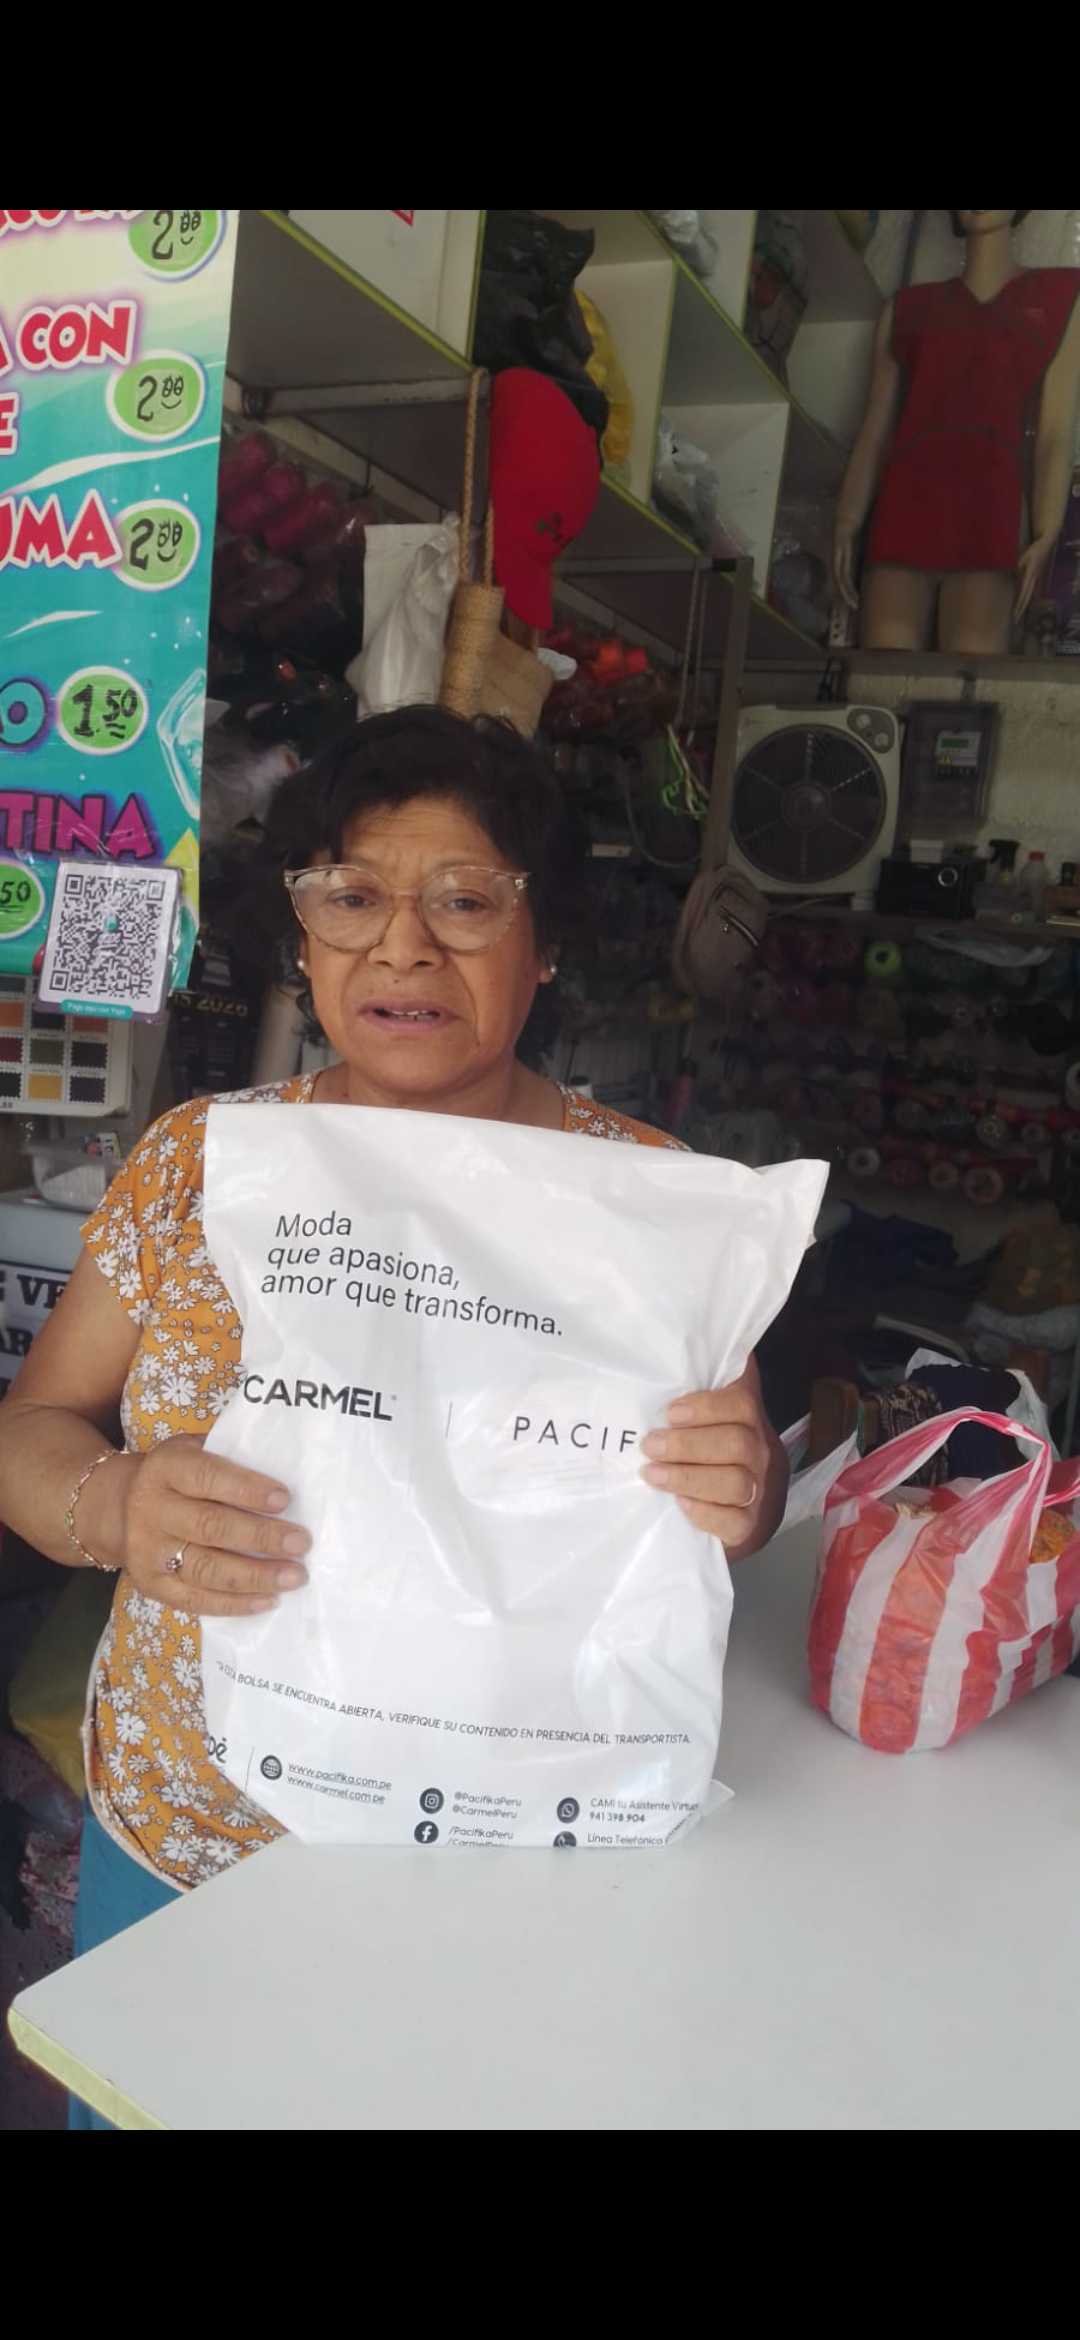 2.00
CON
2.00
UMA
2.50
1.50
TINA
50
Moda
que apasiona,
amor que transforma.
CARMEL
PACIF
BOLSA SE ENCUENTRA ABIERTA, VERIFIQUE SU CONTENIDO EN PRESENCIA DEL TRANSPORTISTA.
www.pacifika.com.pe
www.carmel.com.pe
@PacifikaPeru
@CarmelPeru
/PacifikaPeru
CAMI tu Asistente Virtual
941 398 904
Línea Telefónica